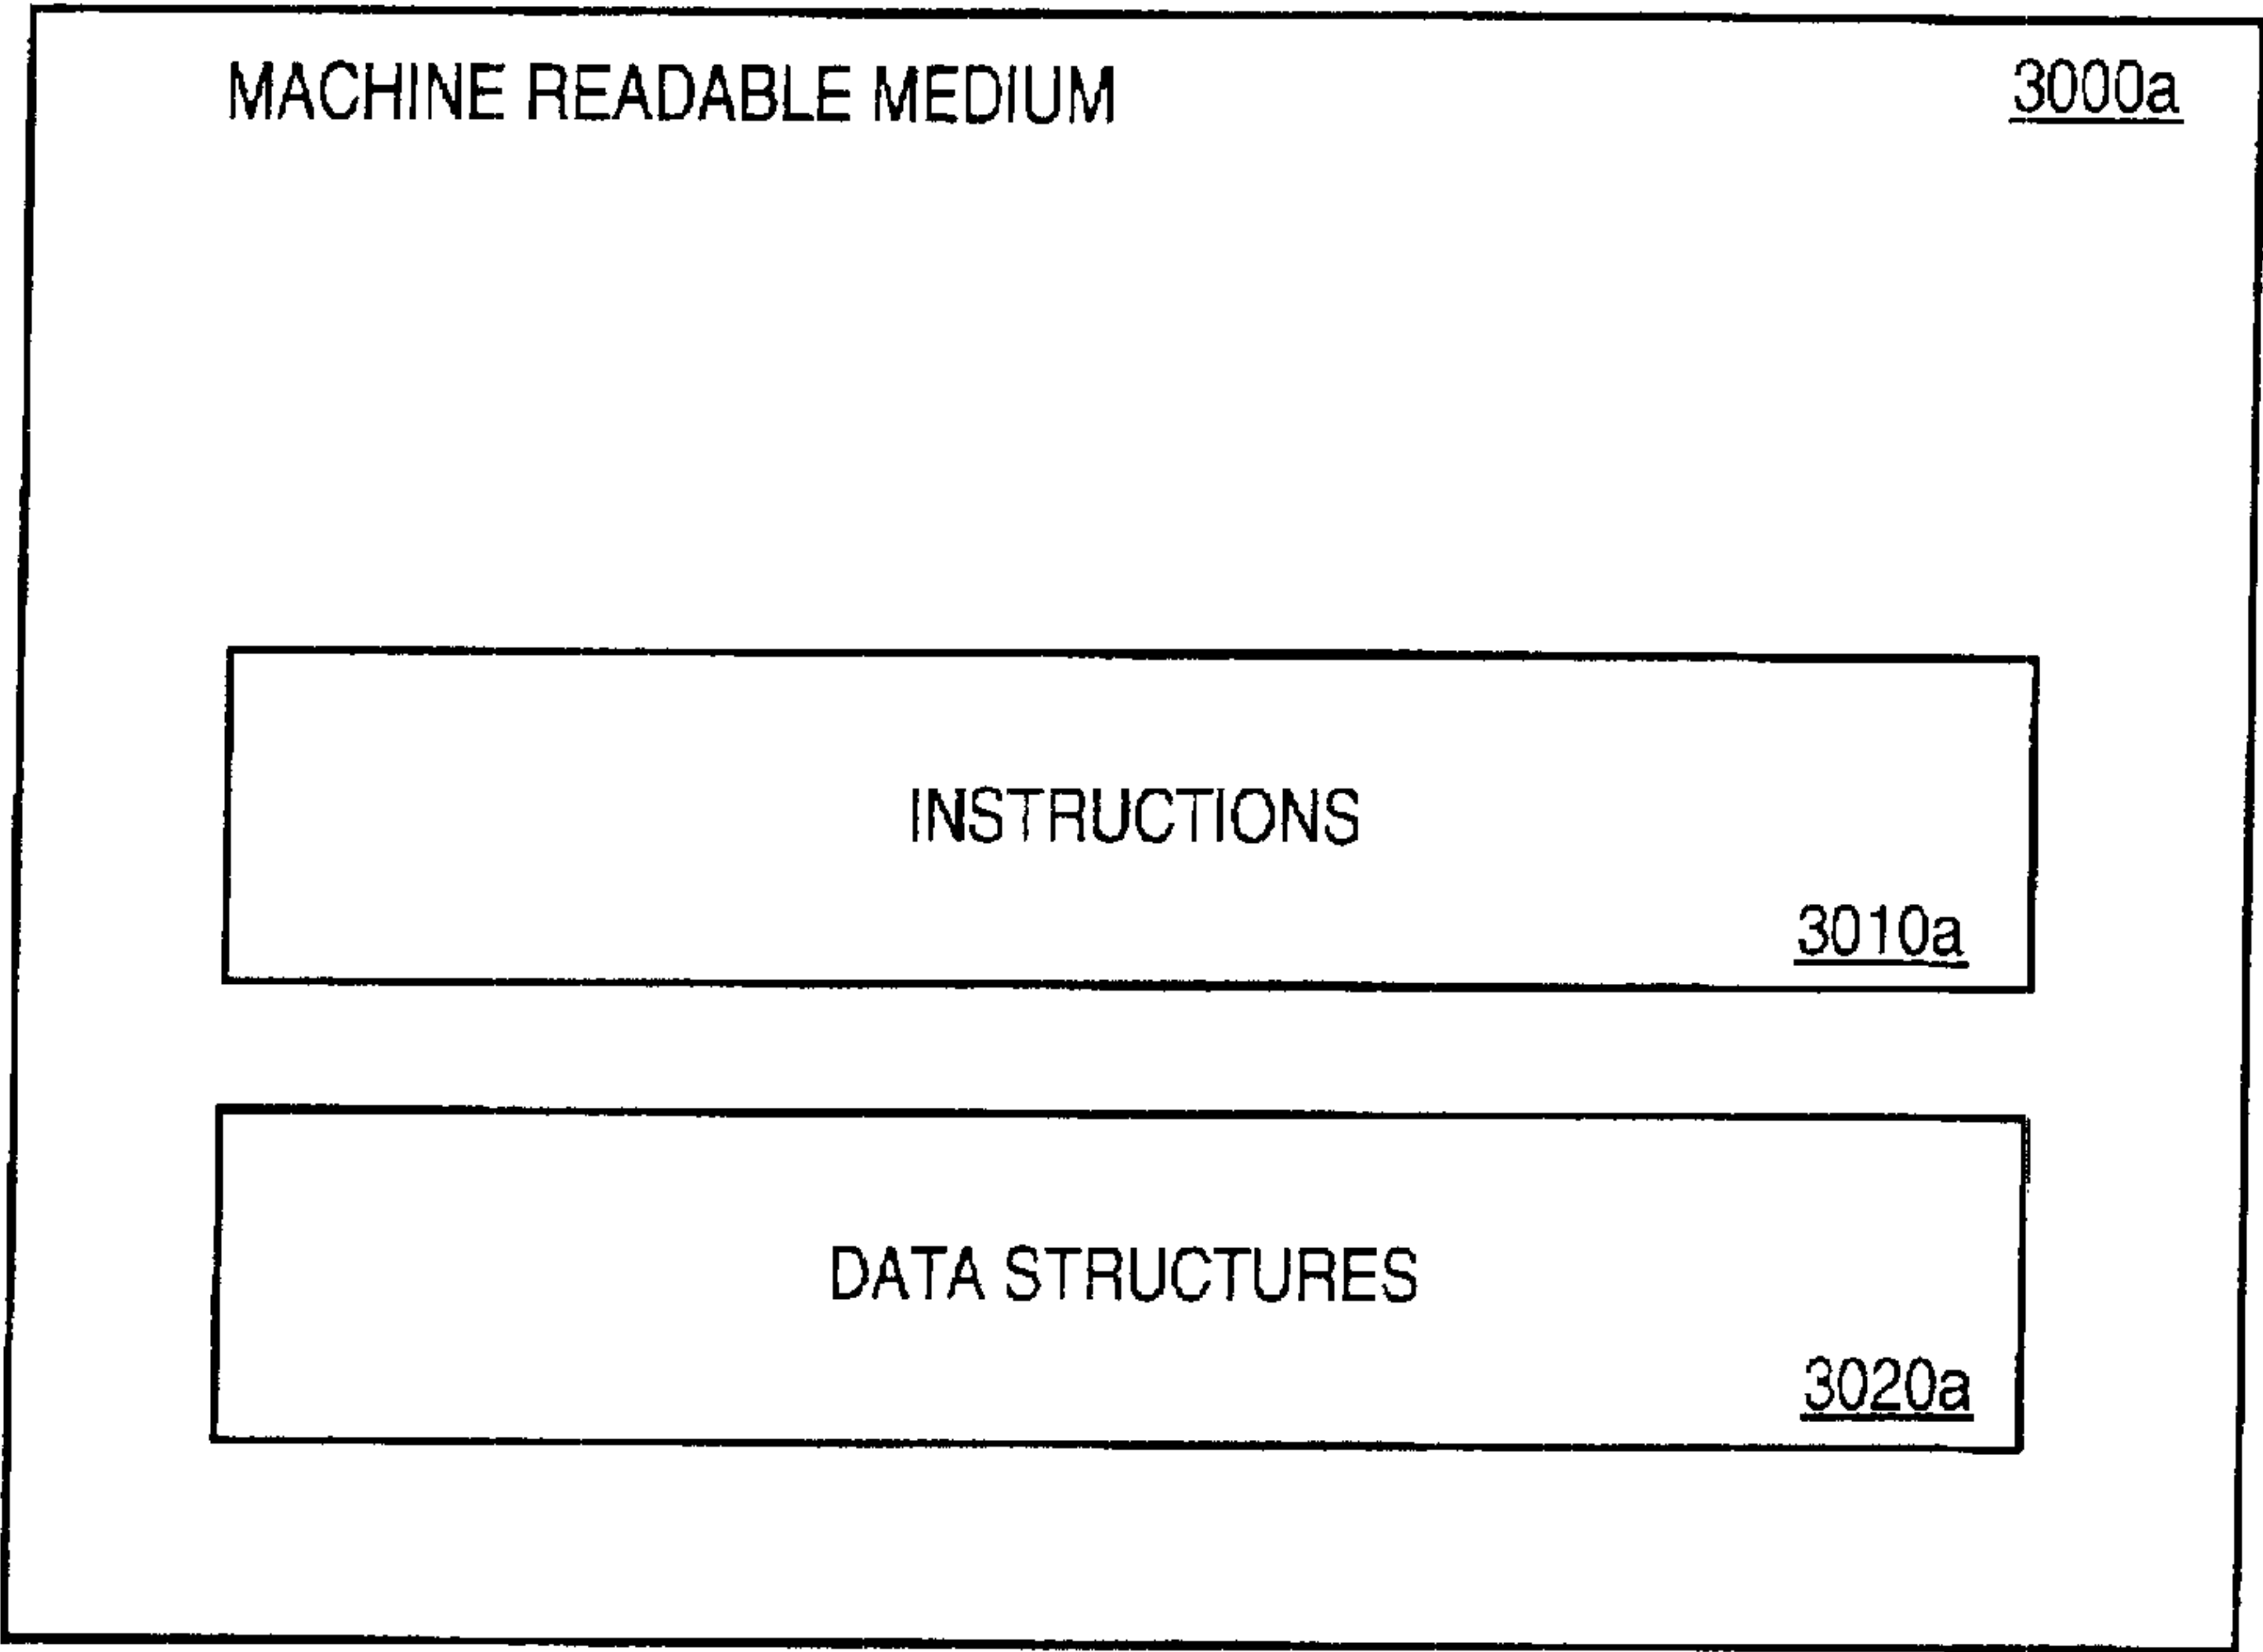 MACHINE READABLE MEDIUM 3000a
INSTRUCTIONS
3010a
DATA STRUCTURES
3020a